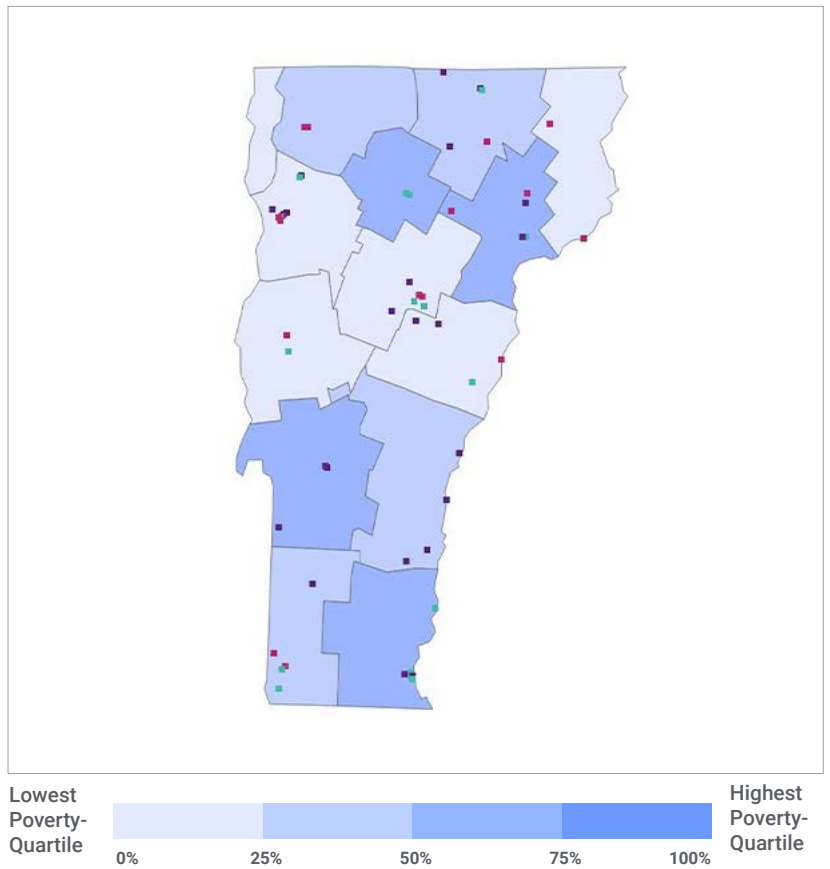 Lowest
Poverty-
Quartile
0%
25%
50%
75%
100%
Highest
Poverty-
Quartile